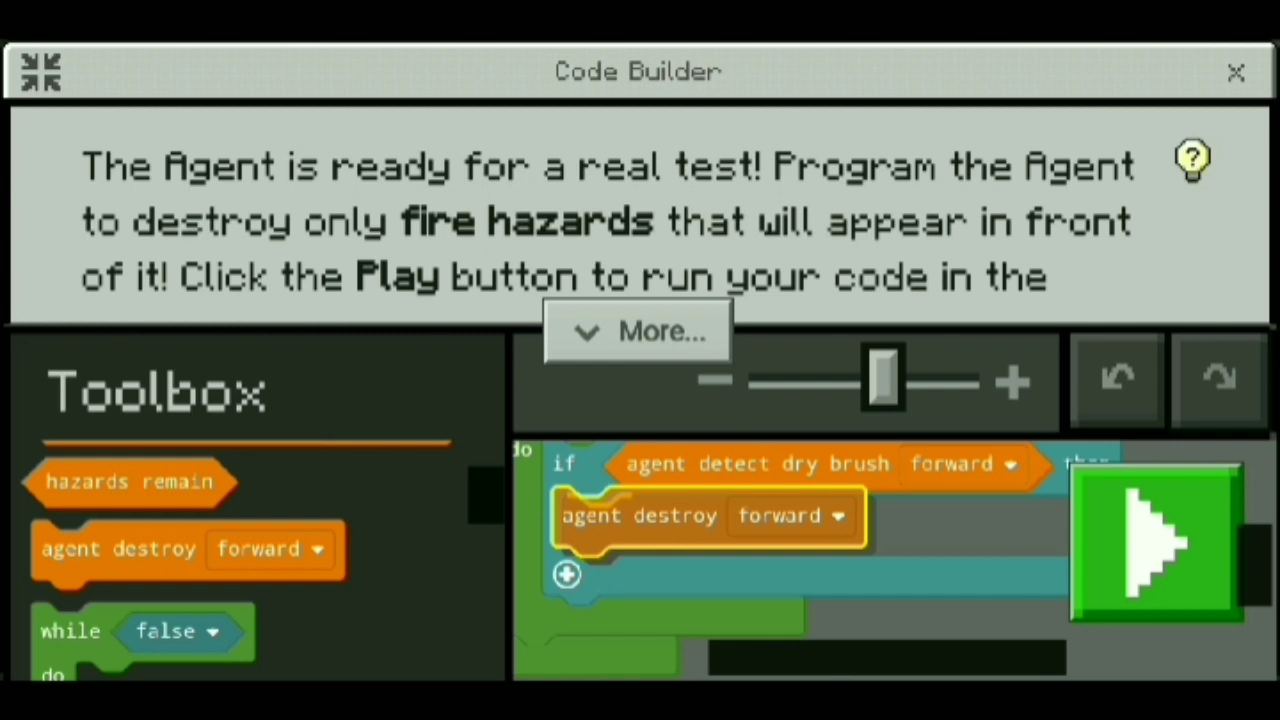 Code Builder
The Agent is ready for a real test! Program the Agent
to destroy only fire hazards that will appear in front
of it! Click the Play button to run your code in the
More...
Toolbox
hazards remain
agent destroy forward
while false
do
do
if agent detect dry brush forward
agent destroy forward